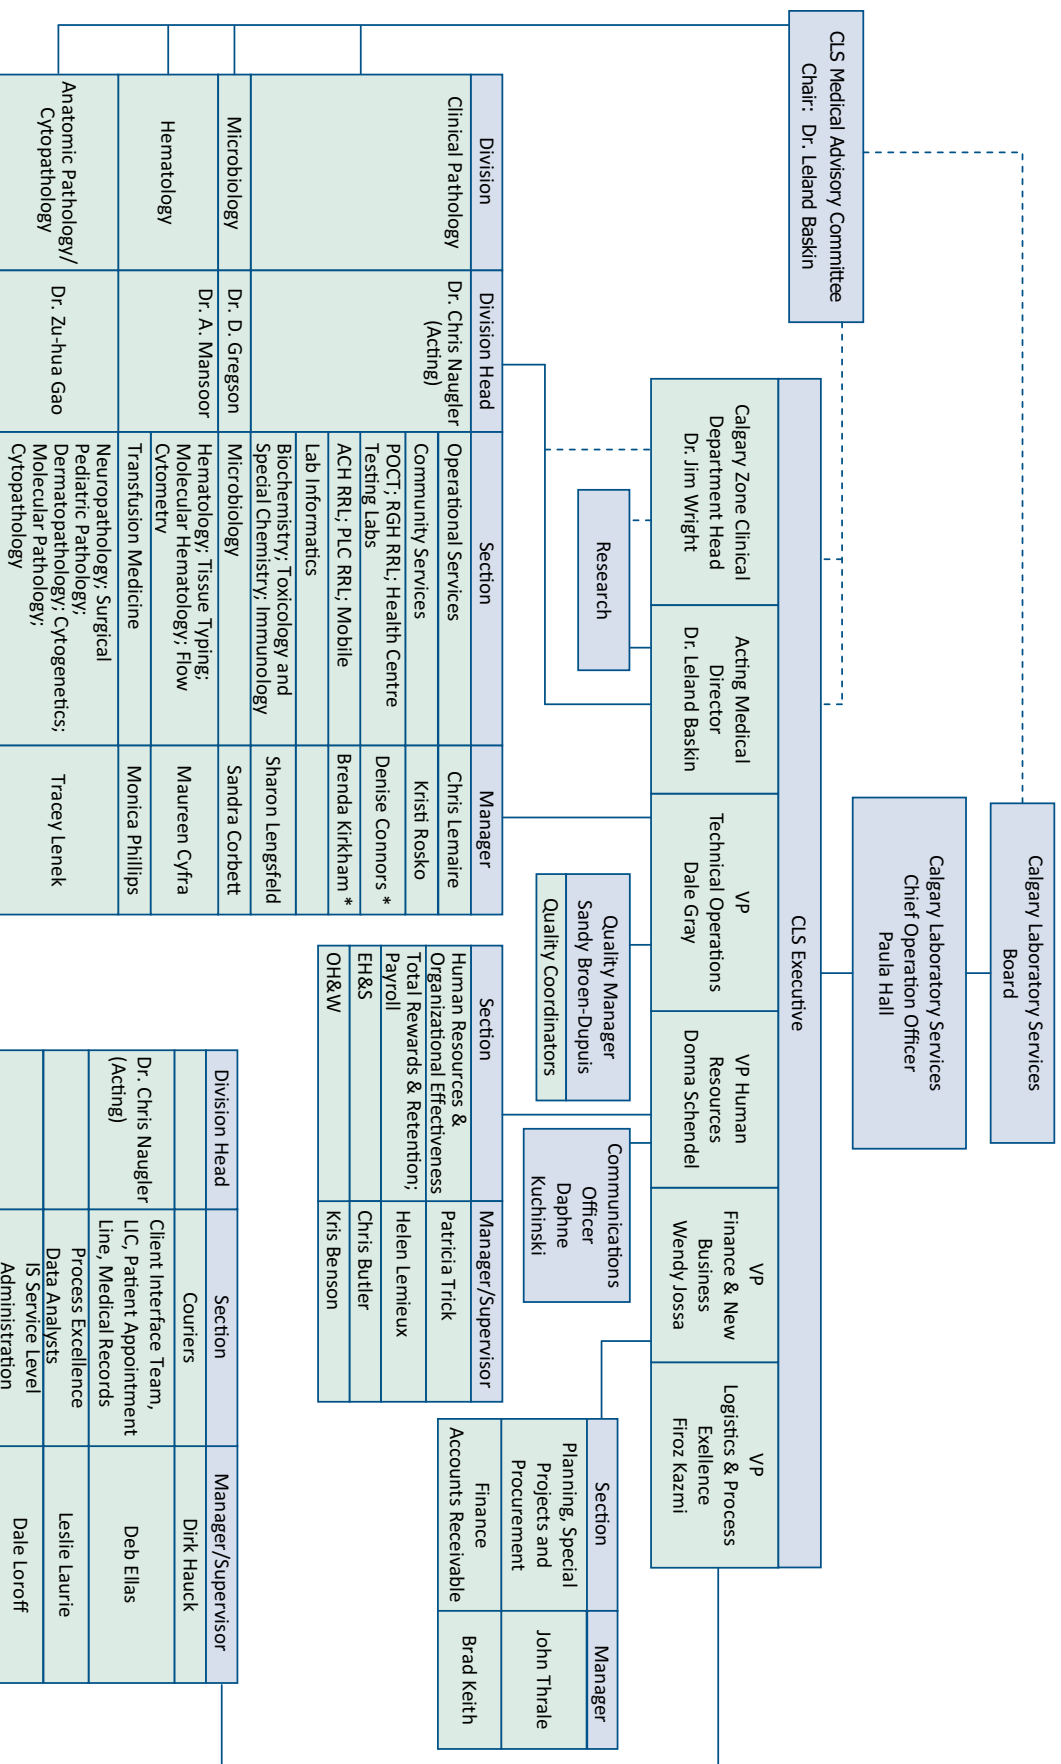 Calgary Laboratory Services
Board
Calgary Laboratory Services
Chief Operation Officer
Paula Hall
CLS Medical Advisory Committee
Chair: Dr. Leland Baskin
CLS Executive
Calgary Zone Clinical
Department Head
Dr. Jim Wright
Acting Medical
Director
Dr. Leland Baskin
VP
Technical Operations
Dale Gray
VP Human
Resources
Donna Schendel
VP
Finance & New
Business
Wendy Jossa
VP
Logistics & Process
Exellence
Firoz Kazmi
Research
Quality Manager
Sandy Broen-Dupuis
Quality Coordinators
Communications
Officer
Daphne
Kuchinski
Section
Manager
Planning, Special
Projects and
Procurement
John Thrale
Finance
Accounts Receivable
Brad Keith
Division
Division Head
Section
Manager
Clinical Pathology
Dr. Chris Naugler
(Acting)
Operational Services
Chris Lemaire
Community Services
Kristi Rosko
POCT; RGH RRL; Health Centre
Testing Labs
Denise Connors *
ACH RRL; PLC RRL; Mobile
Brenda Kirkham *
Lab Informatics
Biochemistry; Toxicology and
Special Chemistry; Immunology
Sharon Lengsfeld
Microbiology
Dr. D. Gregson
Microbiology
Sandra Corbett
Hematology
Dr. A. Mansoor
Hematology; Tissue Typing;
Molecular Hematology; Flow
Cytometry
Maureen Cyfra
Transfusion Medicine
Monica Phillips
Anatomic Pathology/
Cytopathology
Dr. Zu-hua Gao
Neuropathology; Surgical
Pediatric Pathology;
Dermatopathology; Cytogenetics;
Molecular Pathology;
Cytopathology
Tracey Lenek
Section
Manager/Supervisor
Human Resources &
Organizational Effectiveness
Patricia Trick
Total Rewards & Retention;
Payroll
Helen Lemieux
EH&S
Chris Butler
OH&W
Kris Benson
Division Head
Section
Manager/Supervisor
Couriers
Dirk Hauck
Dr. Chris Naugler
(Acting)
Client Interface Team,
LIC, Patient Appointment
Line, Medical Records
Deb Ellas
Process Excellence
Data Analysts
Leslie Laurie
IS Service Level
Administration
Dale Loroff